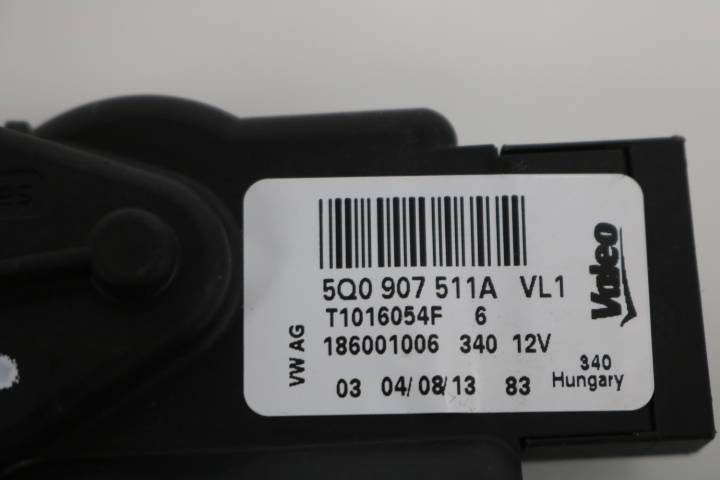 5Q0 907 511A VL1
T1016054F 6
186001006 340 12V
03 04/08/13 83
VW AG
Valeo
340
Hungary